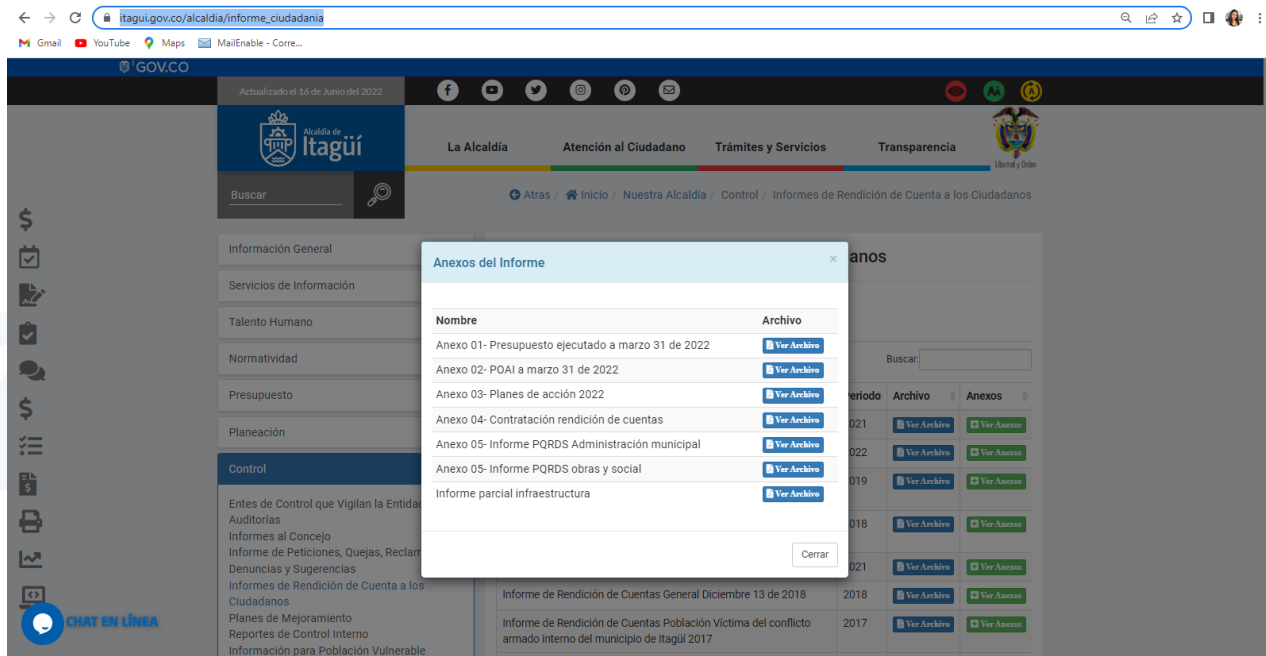 itagui.gov.co/alcaldia/informe_ciudadania
Gmail YouTube Maps MailEnable - Corre...
GOV.CO
Actualizado el 16 de Junio del 2022
Alcaldía de
Itagüí
La Alcaldía Atención al Ciudadano Trámites y Servicios Transparencia
Libertad y Orden
Buscar
Atras / Inicio / Nuestra Alcaldía / Control / Informes de Rendición de Cuenta a los Ciudadanos
Información General
Servicios de Información
Talento Humano
Normatividad
Presupuesto
Planeación
Control
Entes de Control que Vigilan la Entidad
Auditorías
Informes al Concejo
Informe de Peticiones, Quejas, Reclam
Denuncias y Sugerencias
Informes de Rendición de Cuenta a los
Ciudadanos
Planes de Mejoramiento
Reportes de Control Interno
Información para Población Vulnerable
CHAT EN LÍNEA
Anexos del Informe ×
Nombre Archivo
Anexo 01- Presupuesto ejecutado a marzo 31 de 2022 Ver Archivo
Anexo 02- POAI a marzo 31 de 2022 Ver Archivo
Anexo 03- Planes de acción 2022 Ver Archivo
Anexo 04- Contratación rendición de cuentas Ver Archivo
Anexo 05- Informe PQRDS Administración municipal Ver Archivo
Anexo 05- Informe PQRDS obras y social Ver Archivo
Informe parcial infraestructura Ver Archivo
Cerrar
anos
Buscar:
eriodo Archivo Anexos
021 Ver Archivo Ver Anexos
022 Ver Archivo Ver Anexos
019 Ver Archivo Ver Anexos
018 Ver Archivo Ver Anexos
021 Ver Archivo Ver Anexos
Informe de Rendición de Cuentas General Diciembre 13 de 2018 2018 Ver Archivo Ver Anexos
Informe de Rendición de Cuentas Población Víctima del conflicto 2017 Ver Archivo Ver Anexos
armado interno del municipio de Itagüí 2017